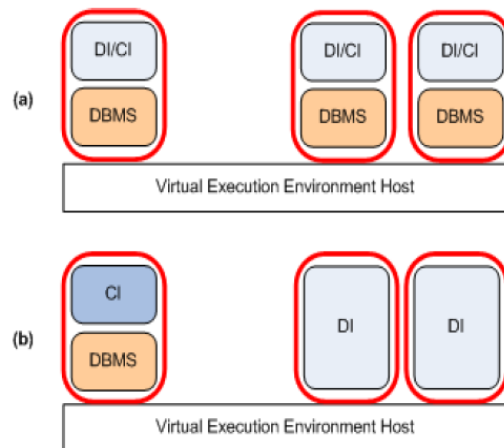 DI/CI DI/CI DI/CI
(a)
DBMS DBMS DBMS
Virtual Execution Environment Host
CI
DI DI
(b)
DBMS
Virtual Execution Environment Host